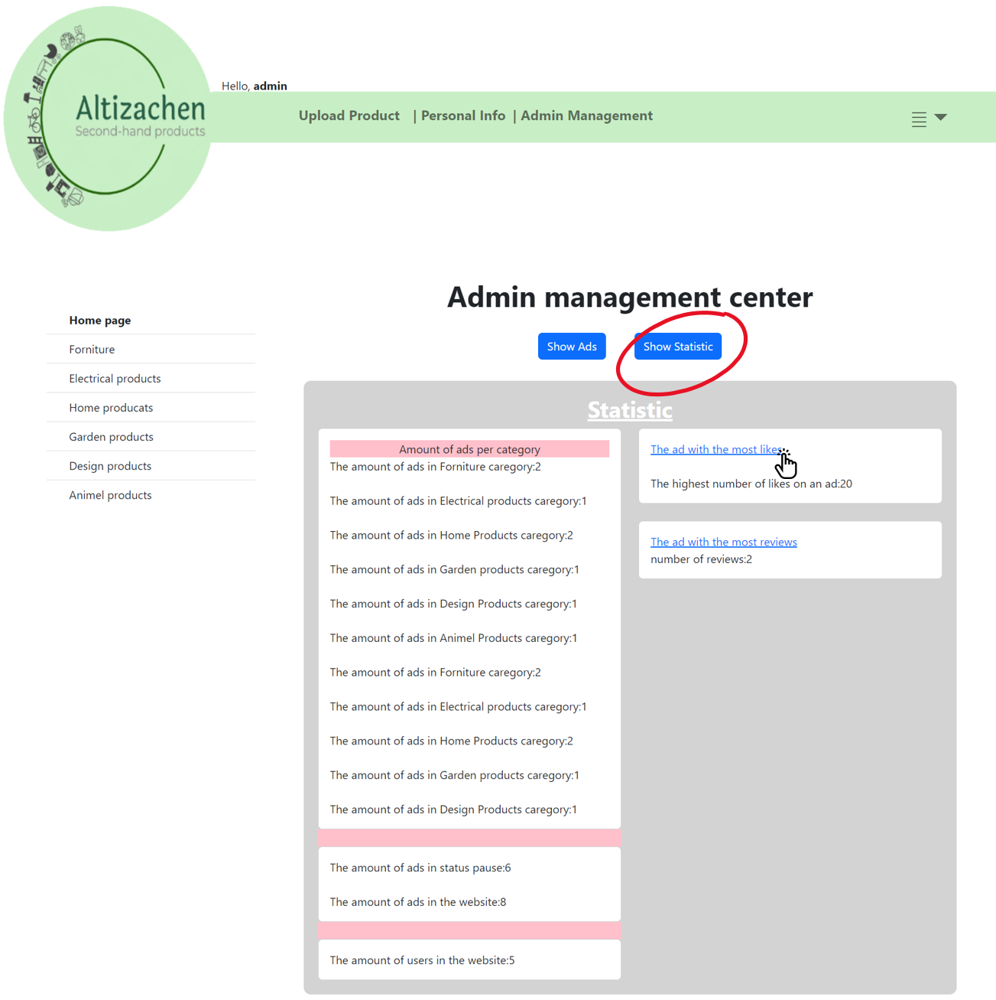 Hello, admin
Altizachen
Second-hand products
Upload Product | Personal Info | Admin Management
Admin management center
Show Ads
Show Statistic
Home page
Forniture
Electrical products
Home producats
Garden products
Design products
Animel products
Statistic
Amount of ads per category
The amount of ads in Forniture caregory:2
The amount of ads in Electrical products caregory:1
The amount of ads in Home Products caregory:2
The amount of ads in Garden products caregory:1
The amount of ads in Design Products caregory:1
The amount of ads in Animel Products caregory:1
The amount of ads in Forniture caregory:2
The amount of ads in Electrical products caregory:1
The amount of ads in Home Products caregory:2
The amount of ads in Garden products caregory:1
The amount of ads in Design Products caregory:1
The amount of ads in status pause:6
The amount of ads in the website:8
The amount of users in the website:5
The ad with the most likes
The highest number of likes on an ad:20
The ad with the most reviews
number of reviews:2